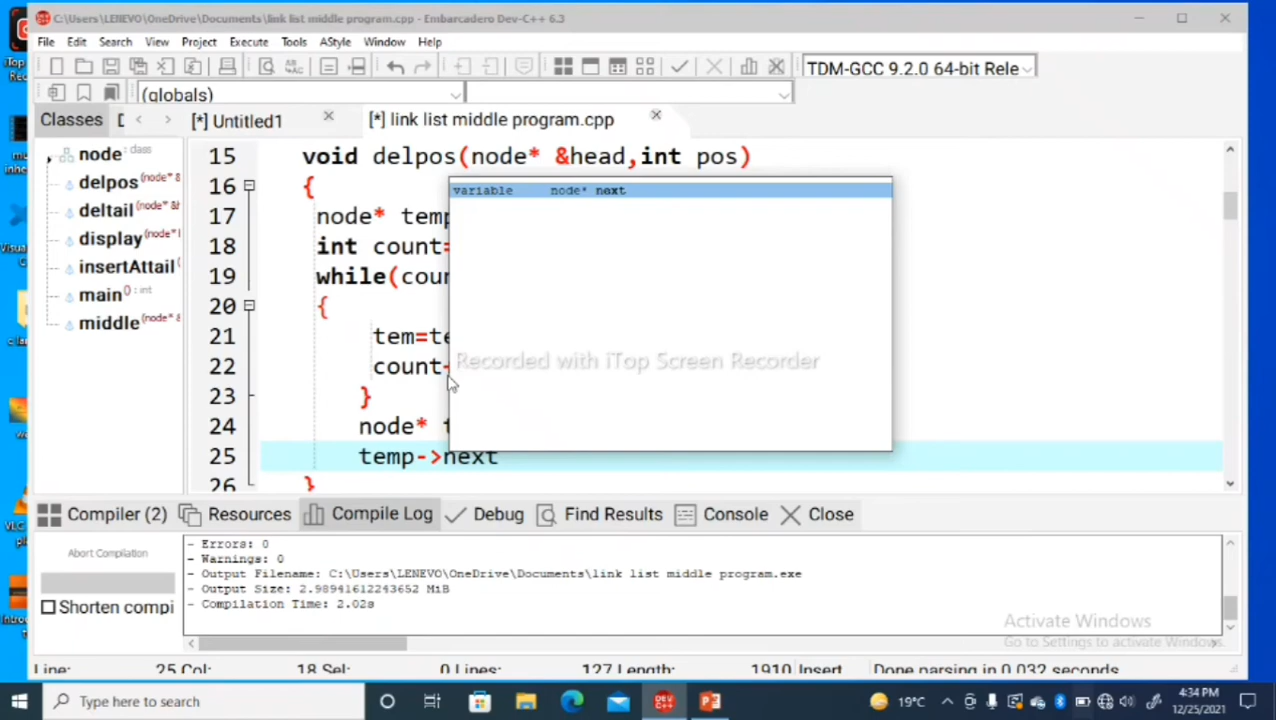 C:\Users\LENEVO\OneDrive\Documents\link list middle program.cpp - Embarcadero Dev-C++ 6.3
File Edit Search View Project Execute Tools AStyle Window Help
TDM-GCC 9.2.0 64-bit Rele
(globals)
Classes
[*] Untitled1
[*] link list middle program.cpp
node class
delpos (node* &
deltail (node* &h
display (node*
insertAttail (
main () : int
middle (node* &
15 void delpos(node* &head,int pos)
16 {
17 node* temp
18 int count=
19 while(coun
20 {
21 tem=te
22 count+
23 }
24 node* t
25 temp->next
26 }
variable node* next
Recorded with iTop Screen Recorder
Compiler (2) Resources Compile Log Debug Find Results Console Close
Abort Compilation
Shorten compi
- Errors: 0
- Warnings: 0
- Output Filename: C:\Users\LENEVO\OneDrive\Documents\link list middle program.exe
- Output Size: 2.98941612243652 MiB
- Compilation Time: 2.02s
Activate Windows
Go to Settings to activate Windows.
Line: 25 Col: 18 Sel: 0 Lines: 127 Length: 1910 Insert Done parsing in 0.032 seconds
Type here to search
DEV C++
19°C
4:34 PM
12/25/2021